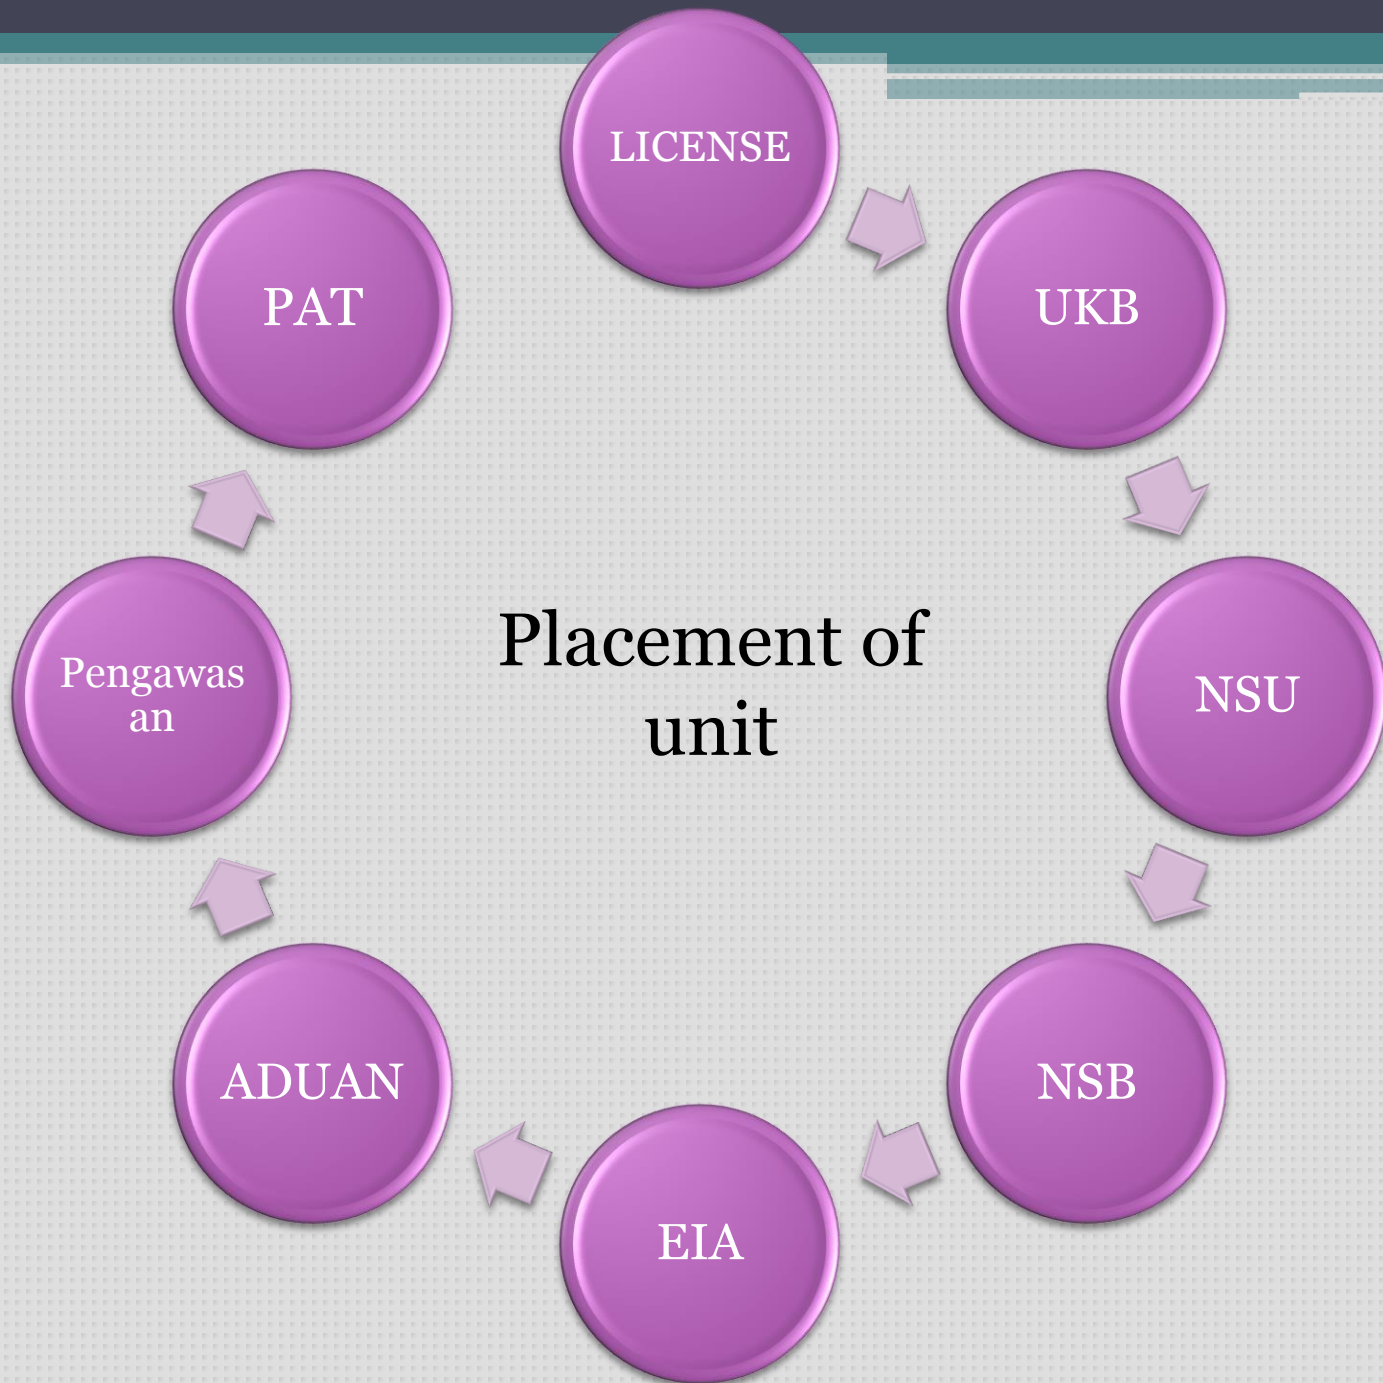 LICENSE
UKB
NSU
NSB
EIA
ADUAN
Pengawas
an
PAT
Placement of
unit